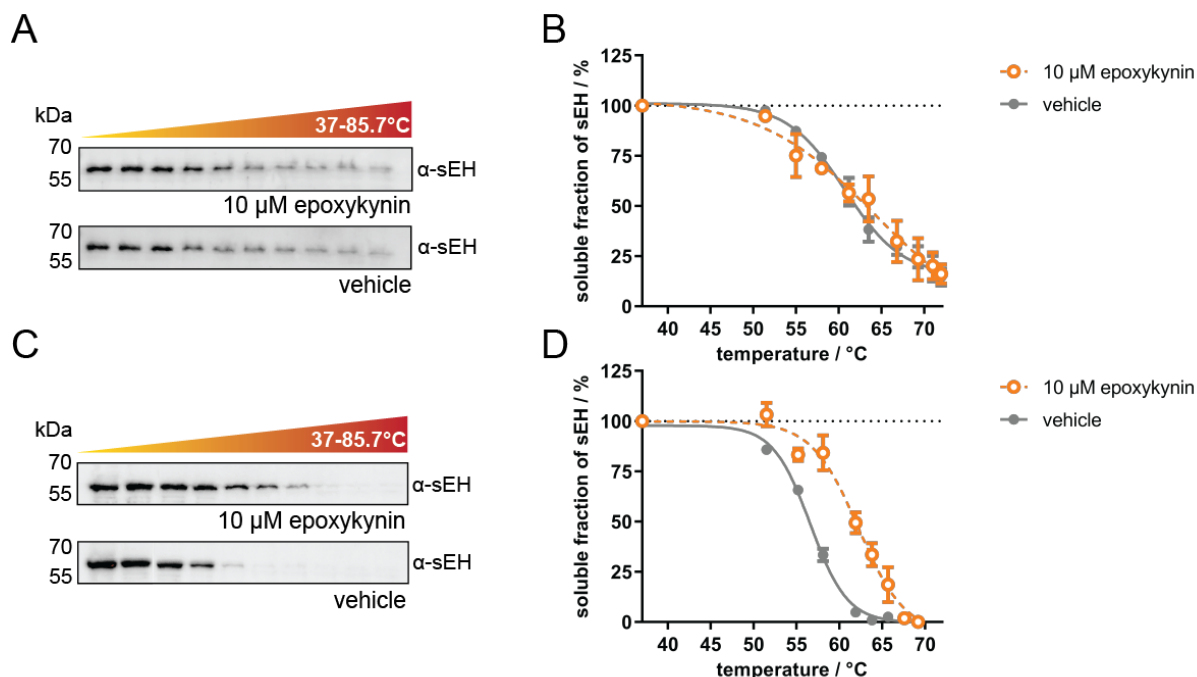 A
kDa
37-85.7°C
70
55
α-sEH
10 µM epoxykynin
70
55
α-sEH
vehicle
B
soluble fraction of sEH / %
125
100
75
50
25
0
40 45 50 55 60 65 70
temperature / °C
10 µM epoxykynin
vehicle
C
kDa
37-85.7°C
70
55
α-sEH
10 µM epoxykynin
70
55
α-sEH
vehicle
D
soluble fraction of sEH / %
125
100
75
50
25
0
40 45 50 55 60 65 70
temperature / °C
10 µM epoxykynin
vehicle